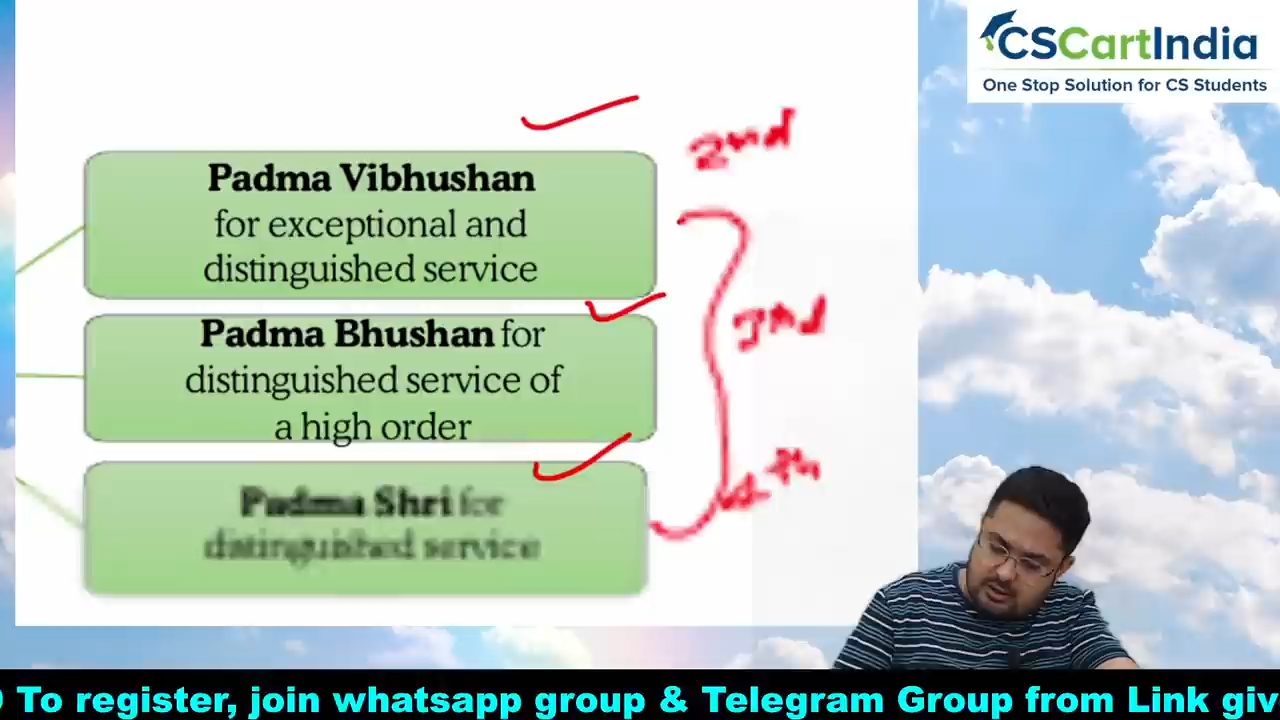 CSCartIndia
One Stop Solution for CS Students
2nd
Padma Vibhushan
for exceptional and
distinguished service
Padma Bhushan for
distinguished service of
a high order
Padma Shri for
distinguished service
To register, join whatsapp group & Telegram Group from Link giv